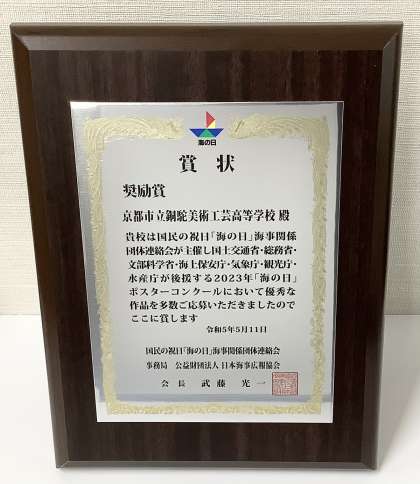 海の日
賞状
奨励賞
京都市立銅駝美術工芸高等学校 殿
貴校は国民の祝日「海の日」海事関係
団体連絡会が主催し国土交通省・総務省・
文部科学省・海上保安庁・気象庁・観光庁・
水産庁が後援する2023年「海の日」
ポスターコンクールにおいて優秀な
作品を多数ご応募いただきましたので
ここに賞します
令和5年5月11日
国民の祝日「海の日」海事関係団体連絡会
事務局 公益財団法人 日本海事広報協会
会長 武藤光一